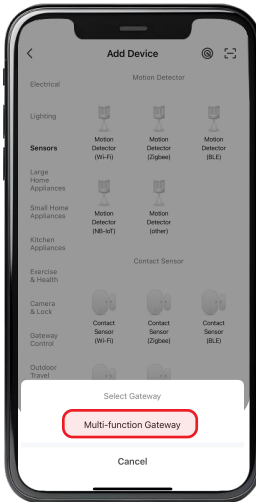 Add Device
Electrical
Lighting
Sensors
Large
Home
Appliances
Small Home
Appliances
Kitchen
Appliances
Exercise
& Health
Camera
& Lock
Gateway
Control
Outdoor
Travel
Motion Detector
Motion
Detector
(Wi-Fi)
Motion
Detector
(Zigbee)
Motion
Detector
(BLE)
Motion
Detector
(NB-IoT)
Motion
Detector
(other)
Contact Sensor
Contact
Sensor
(Wi-Fi)
Contact
Sensor
(Zigbee)
Contact
Sensor
(BLE)
Select Gateway
Multi-function Gateway
Cancel